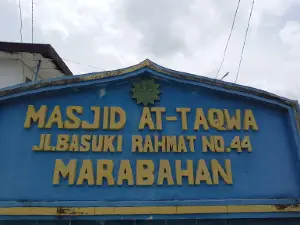 MASJID AT-TAQWA
JL.BASUKI RAHMAT NO.44
MARABAHAN